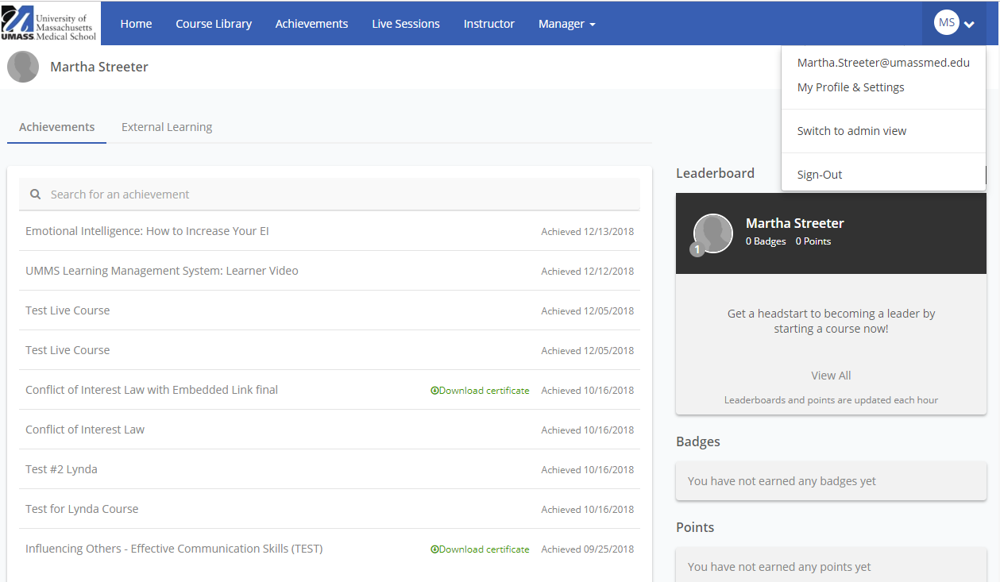 University of
Massachusetts
UMASS Medical School
Home Course Library Achievements Live Sessions Instructor Manager MS
Martha Streeter
Martha.Streeter@umassmed.edu
My Profile & Settings
Switch to admin view
Sign-Out
Achievements External Learning
Search for an achievement
Emotional Intelligence: How to Increase Your EI Achieved 12/13/2018
UMMS Learning Management System: Learner Video Achieved 12/12/2018
Test Live Course Achieved 12/05/2018
Test Live Course Achieved 12/05/2018
Conflict of Interest Law with Embedded Link final Download certificate Achieved 10/16/2018
Conflict of Interest Law Achieved 10/16/2018
Test #2 Lynda Achieved 10/16/2018
Test for Lynda Course Achieved 10/16/2018
Influencing Others - Effective Communication Skills (TEST) Download certificate Achieved 09/25/2018
Leaderboard
Martha Streeter
1 0 Badges 0 Points
Get a headstart to becoming a leader by
starting a course now!
View All
Leaderboards and points are updated each hour
Badges
You have not earned any badges yet
Points
You have not earned any points yet